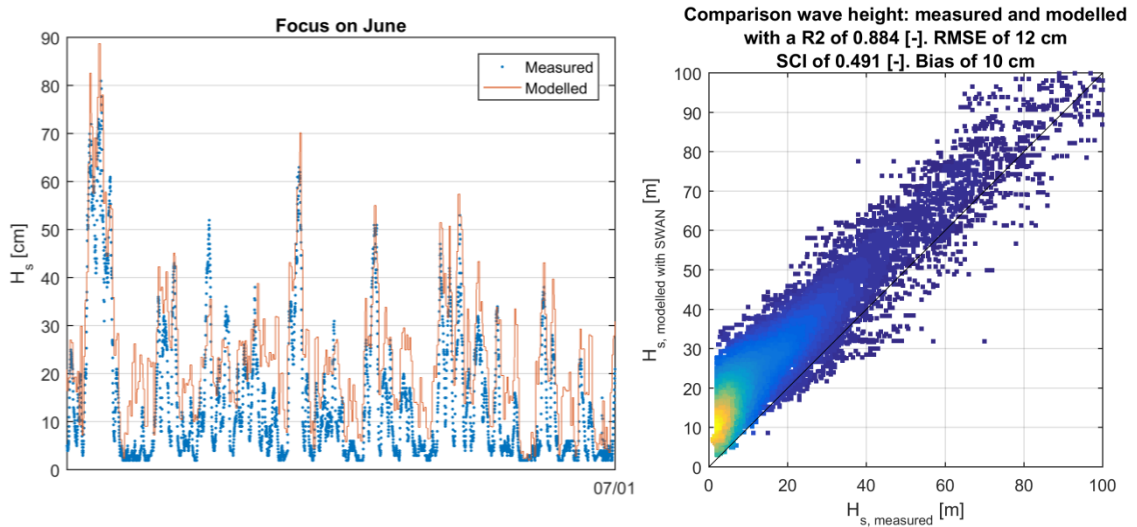 Focus on June
90
80
70
60
50
40
30
20
10
0
H_s [cm]
Measured
Modelled
07/01
Comparison wave height: measured and modelled
with a R2 of 0.884 [-]. RMSE of 12 cm
SCI of 0.491 [-]. Bias of 10 cm
100
90
80
70
60
50
40
30
20
10
0
H_s, modelled with SWAN [m]
0 20 40 60 80 100
H_s, measured [m]